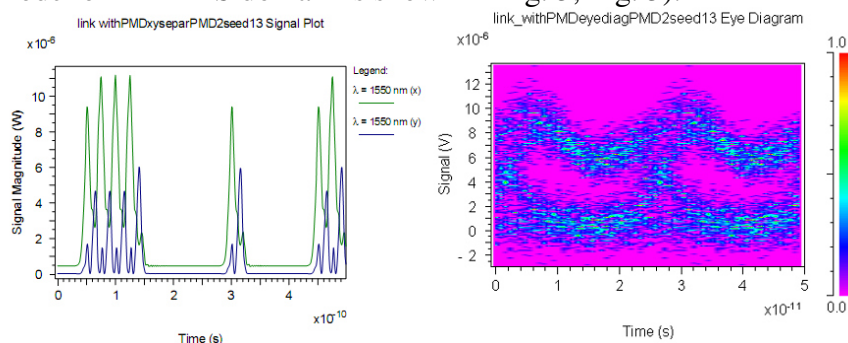 link withPMDxyseparPMD2seed13 Signal Plot
x10⁻⁶
Signal Magnitude (W)
10
8
6
4
2
0
0 1 2 3 4
x10⁻¹⁰
Time (s)
Legend:
λ = 1550 nm (x)
λ = 1550 nm (y)
link_withPMDeyediagPMD2seed13 Eye Diagram
x10⁻⁶
Signal (V)
12
10
8
6
4
2
0
- 2
0 1 2 3 4 5
x10⁻¹¹
Time (s)
1.0
0.0